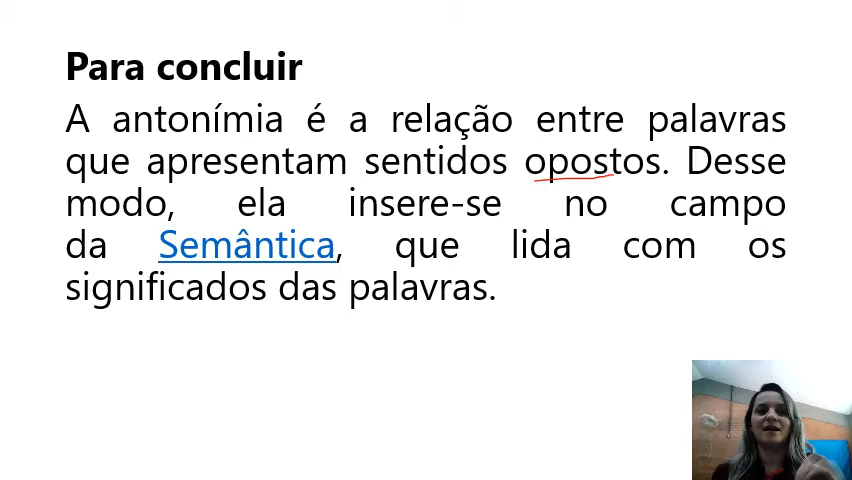 Para concluir
A antonímia é a relação entre palavras
que apresentam sentidos opostos. Desse
modo, ela insere-se no campo
da Semântica, que lida com os
significados das palavras.